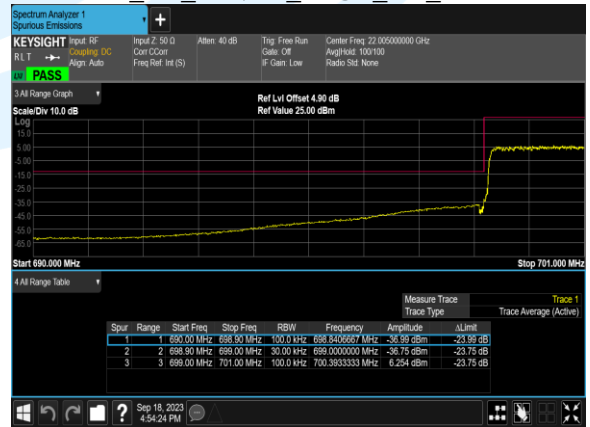 Spectrum Analyzer 1
Spurious Emissions
+
KEYSIGHT Input: RF Input Z: 50 Ω Atten: 40 dB Trig: Free Run Center Freq: 22.005000000 GHz
RLT Coupling: DC Corr CCorr Gate: Off Avg|Hold: 100/100
Align: Auto Freq Ref: Int (S) IF Gain: Low Radio Std: None
PASS
3 All Range Graph
Ref Lvl Offset 4.90 dB
Scale/Div 10.0 dB Ref Value 25.00 dBm
Log
15.0
5.00
-5.00
-15.0
-25.0
-35.0
-45.0
-55.0
-65.0
Start 690.000 MHz Stop 701.000 MHz
4 All Range Table
Measure Trace Trace 1
Trace Type Trace Average (Active)
Spur Range Start Freq Stop Freq RBW Frequency Amplitude ΔLimit
1 1 690.00 MHz 698.90 MHz 100.0 kHz 698.8406667 MHz -36.99 dBm -23.99 dB
2 2 698.90 MHz 699.00 MHz 30.00 kHz 699.0000000 MHz -36.75 dBm -23.75 dB
3 3 699.00 MHz 701.00 MHz 100.0 kHz 700.3933333 MHz 6.254 dBm -23.75 dB
? Sep 18, 2023
4:54:24 PM